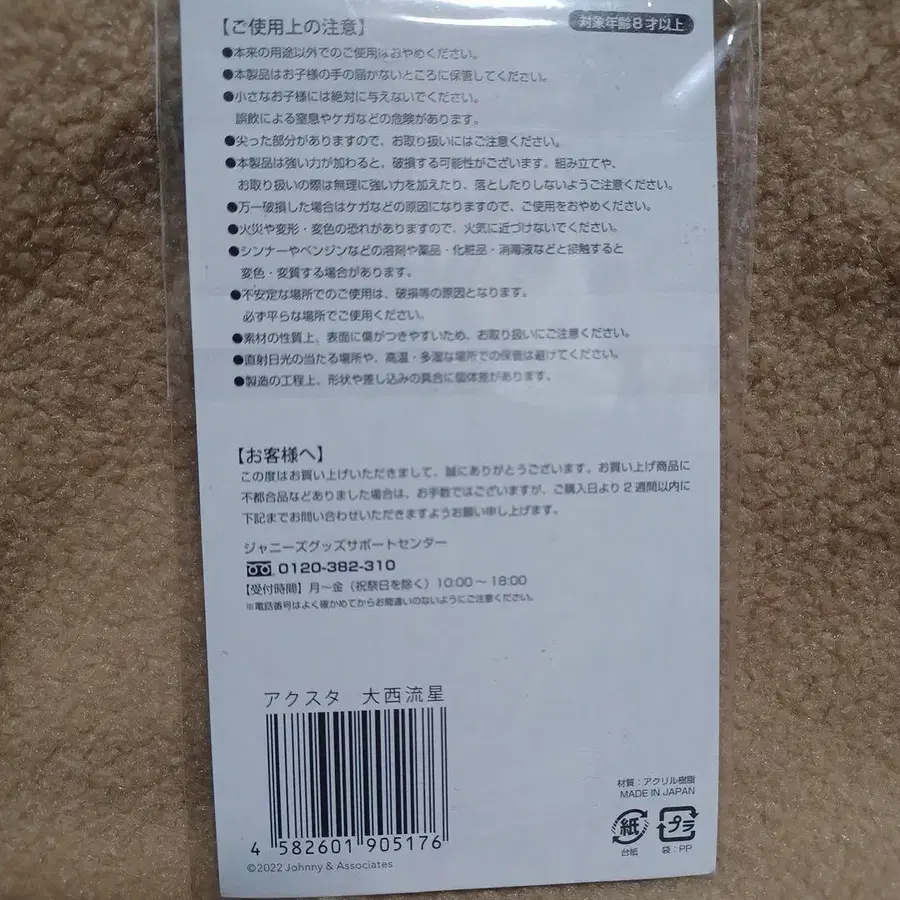 【ご使用上の注意】
対象年齢8才以上
●本来の用途以外でのご使用はおやめください。
●本製品はお子様の手の届かないところに保管してください。
●小さなお子様には絶対に与えないでください。
誤飲による窒息やケガなどの危険があります。
●尖った部分がありますので、お取り扱いにはご注意ください。
●本製品は強い力が加わると、破損する可能性がございます。組み立てや、
お取り扱いの際は無理に強い力を加えたり、落としたりしないようご注意ください。
●万一破損した場合はケガなどの原因になりますので、ご使用をおやめください。
●火災や変形・変色の恐れがありますので、火気に近づけないでください。
●シンナーやベンジンなどの溶剤や薬品・化粧品・消毒液などと接触すると
変色・変質する場合があります。
●不安定な場所でのご使用は、破損等の原因となります。
必ず平らな場所でご使用ください。
●素材の性質上、表面に傷がつきやすいため、お取り扱いにご注意ください。
●直射日光の当たる場所や、高温・多湿な場所での保管は避けてください。
●製造の工程上、形状や差し込みの具合に個体差があります。
【お客様へ】
この度はお買い上げいただきまして、誠にありがとうございます。お買い上げ商品に
不都合品などありました場合は、お手数ではございますが、ご購入日より2週間以内に
下記までお問い合わせいただきますようお願い申し上げます。
ジャニーズグッズサポートセンター
0120-382-310
【受付時間】月〜金（祝祭日を除く）10:00〜18:00
※電話番号はよく確かめてからお間違いのないようにご注意ください。
アクスタ 大西流星
4 582601 905176
©2022 Johnny & Associates
材質：アクリル樹脂
MADE IN JAPAN
紙 プラ
台紙 袋：PP